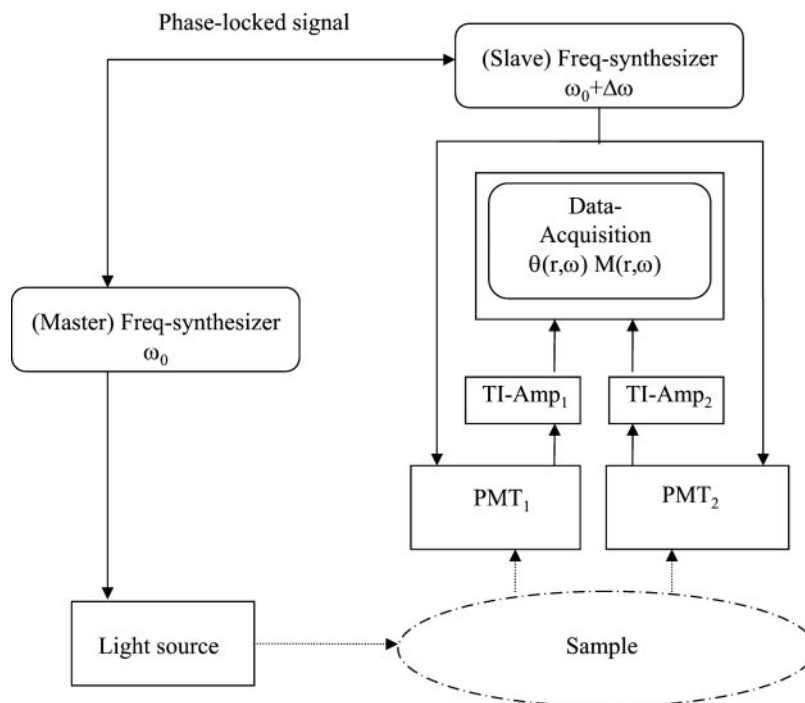 Phase-locked signal
(Slave) Freq-synthesizer
ω₀+Δω
Data-
Acquisition
θ(r,ω) M(r,ω)
(Master) Freq-synthesizer
ω₀
TI-Amp₁
TI-Amp₂
PMT₁
PMT₂
Light source
Sample